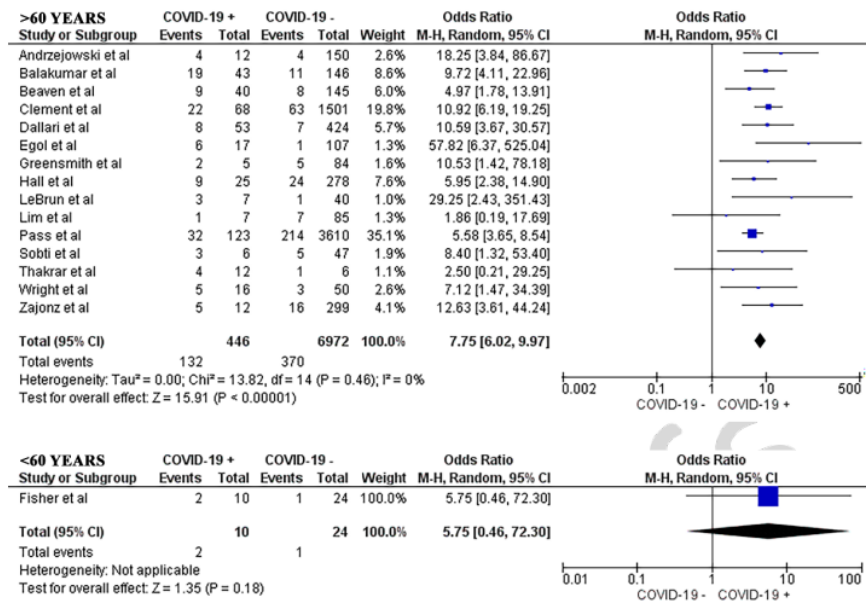 >60 YEARS COVID-19 + COVID-19 - Odds Ratio Odds Ratio
Study or Subgroup Events Total Events Total Weight M-H, Random, 95% CI M-H, Random, 95% CI
Andrzejowski et al 4 12 4 150 2.6% 18.25 [3.84, 86.67]
Balakumar et al 19 43 11 146 8.6% 9.72 [4.11, 22.96]
Beaven et al 9 40 8 145 6.0% 4.97 [1.78, 13.91]
Clement et al 22 68 63 1501 19.8% 10.92 [6.19, 19.25]
Dallari et al 8 53 7 424 5.7% 10.59 [3.67, 30.57]
Egol et al 6 17 1 107 1.3% 57.82 [6.37, 525.04]
Greensmith et al 2 5 5 84 1.6% 10.53 [1.42, 78.18]
Hall et al 9 25 24 278 7.6% 5.95 [2.38, 14.90]
LeBrun et al 3 7 1 40 1.0% 29.25 [2.43, 351.43]
Lim et al 1 7 7 85 1.3% 1.86 [0.19, 17.69]
Pass et al 32 123 214 3610 35.1% 5.58 [3.65, 8.54]
Sobti et al 3 6 5 47 1.9% 8.40 [1.32, 53.40]
Thakrar et al 4 12 1 6 1.1% 2.50 [0.21, 29.25]
Wright et al 5 16 3 50 2.6% 7.12 [1.47, 34.39]
Zajonz et al 5 12 16 299 4.1% 12.63 [3.61, 44.24]
Total (95% CI) 446 6972 100.0% 7.75 [6.02, 9.97]
Total events 132 370
Heterogeneity: Tau² = 0.00; Chi² = 13.82, df = 14 (P = 0.46); I² = 0%
Test for overall effect: Z = 15.91 (P < 0.00001)
0.002 0.1 1 10 500
COVID-19 - COVID-19 +
<60 YEARS COVID-19 + COVID-19 - Odds Ratio Odds Ratio
Study or Subgroup Events Total Events Total Weight M-H, Random, 95% CI M-H, Random, 95% CI
Fisher et al 2 10 1 24 100.0% 5.75 [0.46, 72.30]
Total (95% CI) 10 24 100.0% 5.75 [0.46, 72.30]
Total events 2 1
Heterogeneity: Not applicable
Test for overall effect: Z = 1.35 (P = 0.18)
0.01 0.1 1 10 100
COVID-19 - COVID-19 +